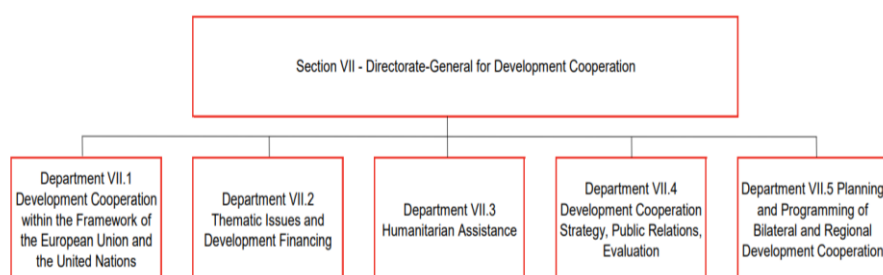 Section VII - Directorate-General for Development Cooperation
Department VII.1
Development Cooperation
within the Framework of
the European Union and
the United Nations
Department VII.2
Thematic Issues and
Development Financing
Department VII.3
Humanitarian Assistance
Department VII.4
Development Cooperation
Strategy, Public Relations,
Evaluation
Department VII.5 Planning
and Programming of
Bilateral and Regional
Development Cooperation